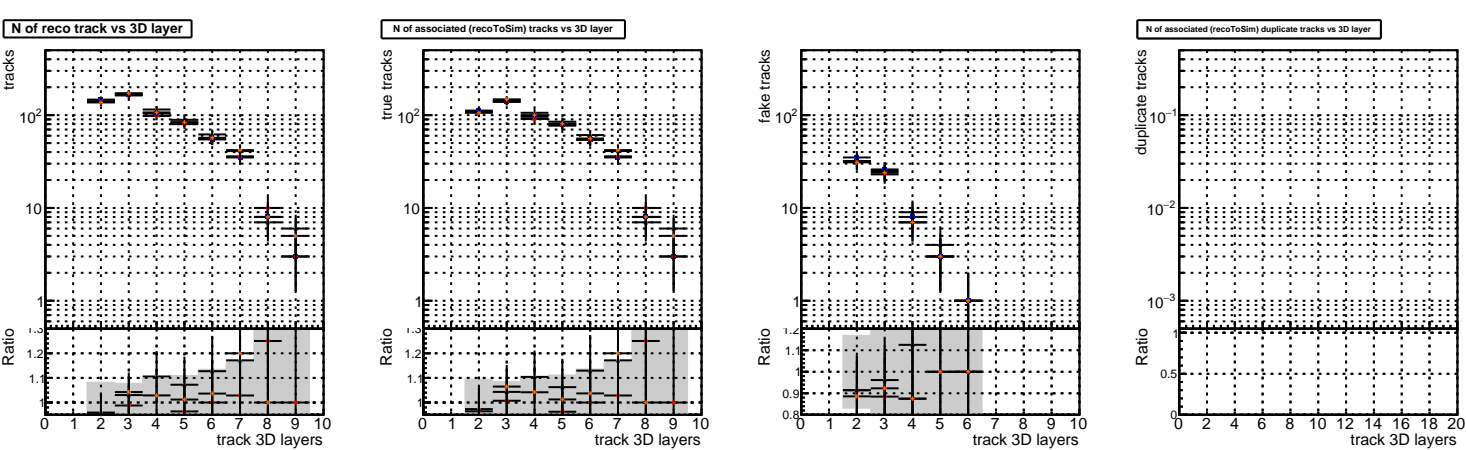 N of reco track vs 3D layer
tracks
10²
10
1
Ratio
1.3
1.2
1.1
1
0 1 2 3 4 5 6 7 8 9 10
track 3D layers
N of associated (recoToSim) tracks vs 3D layer
true tracks
10²
10
1
Ratio
1.3
1.2
1.1
1
0 1 2 3 4 5 6 7 8 9 10
track 3D layers
fake tracks
10²
10
1
Ratio
1.2
1.1
1
0.9
0.8
0 1 2 3 4 5 6 7 8 9 10
track 3D layers
N of associated (recoToSim) duplicate tracks vs 3D layer
duplicate tracks
10⁻¹
10⁻²
10⁻³
Ratio
1
0.5
0
0 2 4 6 8 10 12 14 16 18 20
track 3D layers